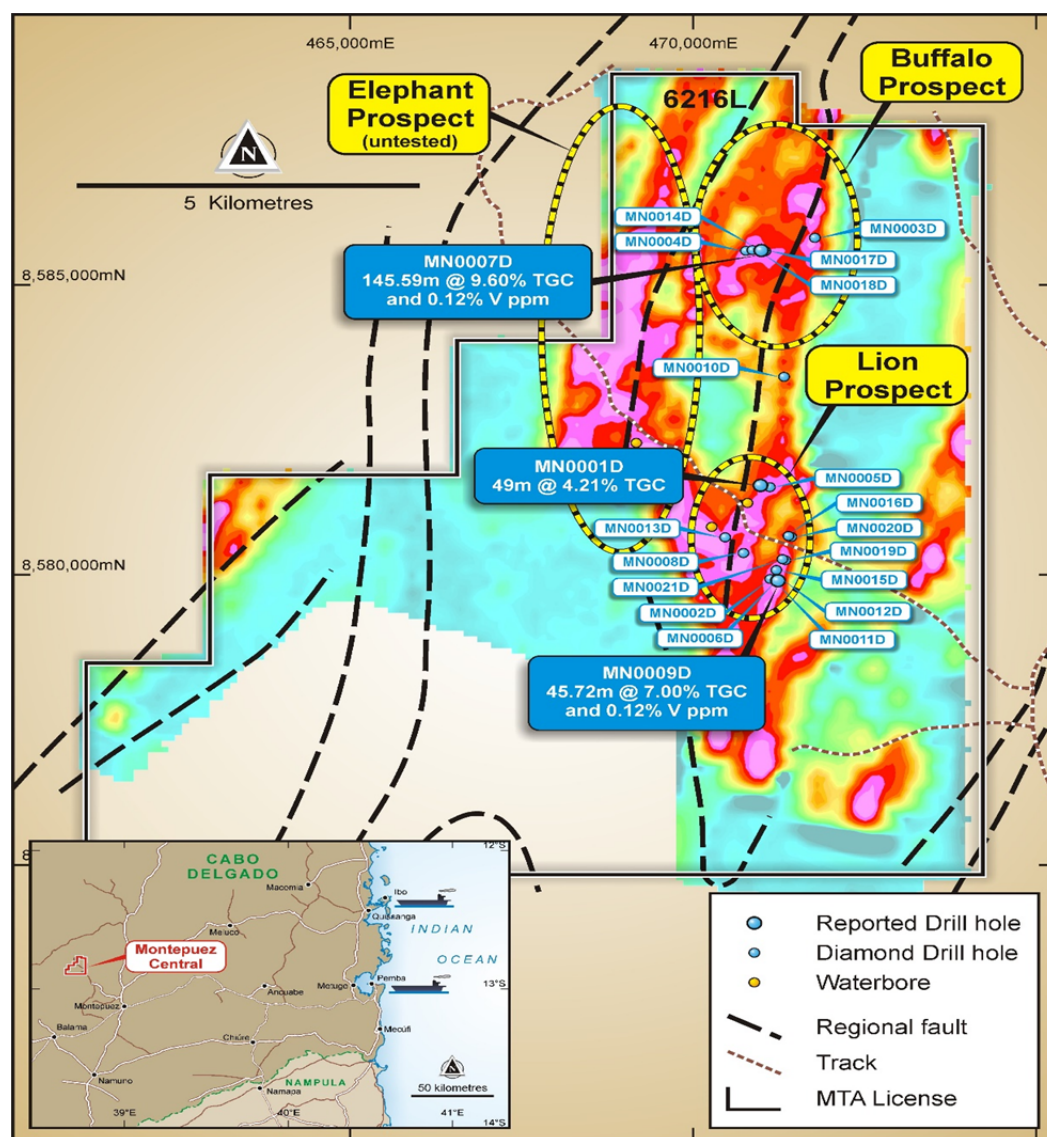 465,000mE
470,000mE
Elephant
Prospect
(untested)
Buffalo
Prospect
6216L
N
5 Kilometres
8,585,000mN
MN0014D
MN0004D
MN0003D
MN0017D
MN0018D
MN0007D
145.59m @ 9.60% TGC
and 0.12% V ppm
MN0010D
Lion
Prospect
MN0001D
49m @ 4.21% TGC
MN0005D
MN0016D
MN0013D
MN0020D
MN0008D
MN0019D
MN0021D
MN0015D
MN0002D
MN0012D
MN0006D
MN0011D
8,580,000mN
MN0009D
45.72m @ 7.00% TGC
and 0.12% V ppm
8
CABO
DELGADO
12°S
Macomia
Ibo
Quissanga
Meluco
INDIAN
OCEAN
Montepuez
Central
Pemba
Metuge
13°S
Ancuabe
Montepuez
Balama
Chiúre
Mecúfi
Namuno
NAMPULA
Namapa
N
50 kilometres
39°E
40°E
41°E
14°S
Reported Drill hole
Diamond Drill hole
Waterbore
Regional fault
Track
MTA License